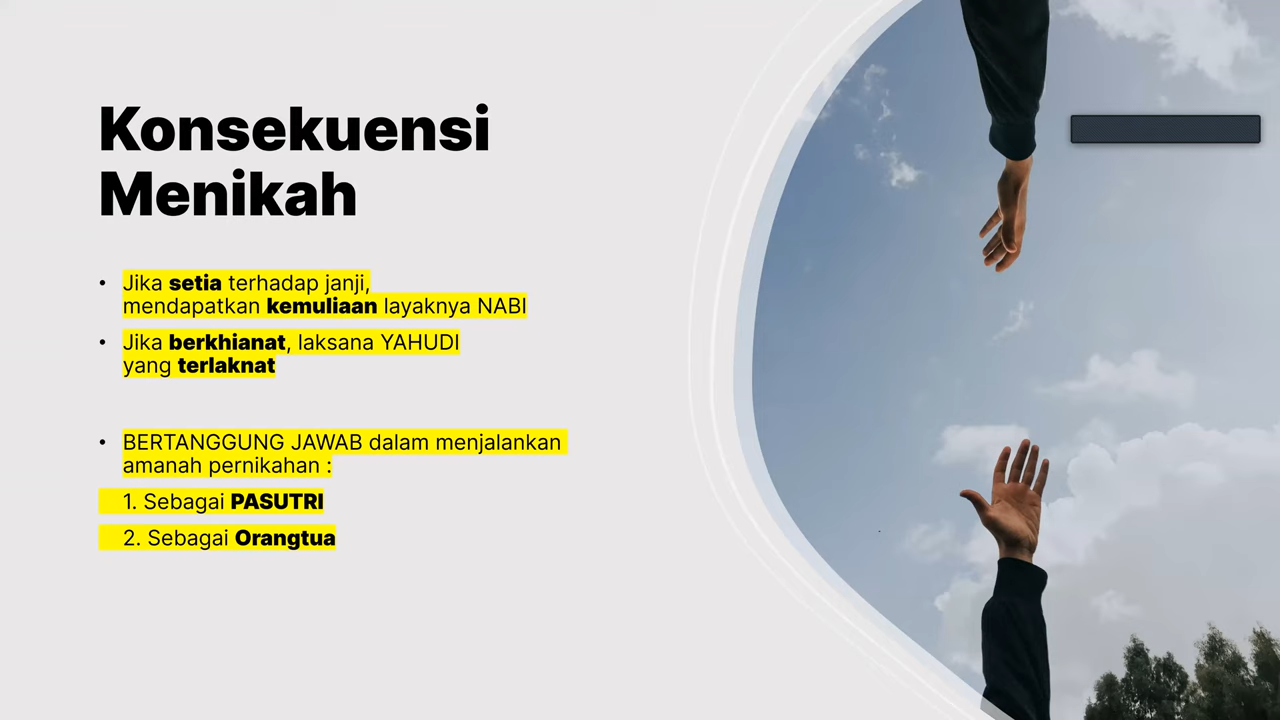 Konsekuensi
Menikah
• Jika setia terhadap janji,
mendapatkan kemuliaan layaknya NABI
• Jika berkhianat, laksana YAHUDI
yang terlaknat
• BERTANGGUNG JAWAB dalam menjalankan
amanah pernikahan :
1. Sebagai PASUTRI
2. Sebagai Orangtua